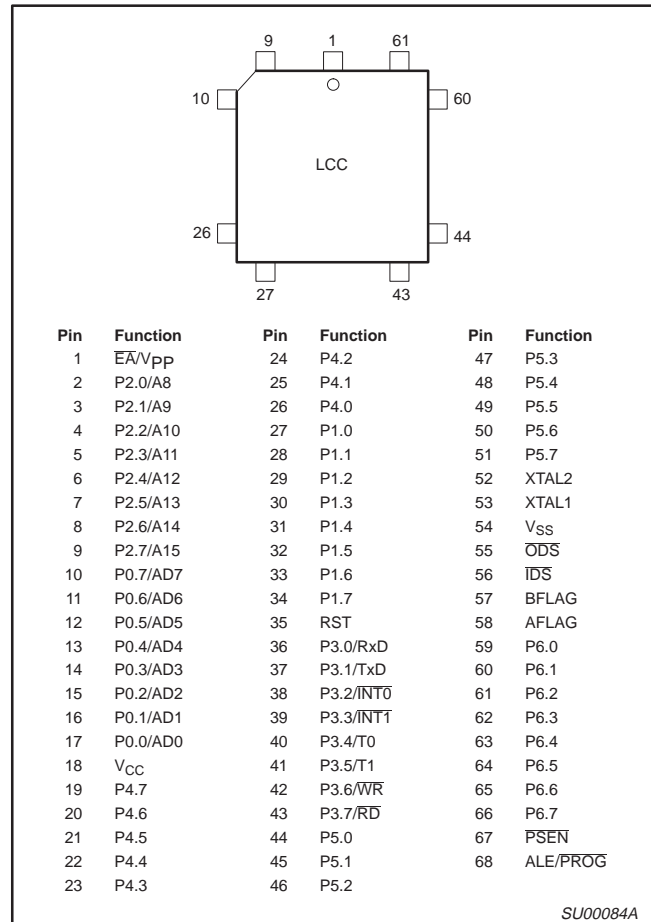 9 1 61
10 60
LCC
26 44
27 43
Pin Function Pin Function Pin Function
1 E̅A̅/VPP 24 P4.2 47 P5.3
2 P2.0/A8 25 P4.1 48 P5.4
3 P2.1/A9 26 P4.0 49 P5.5
4 P2.2/A10 27 P1.0 50 P5.6
5 P2.3/A11 28 P1.1 51 P5.7
6 P2.4/A12 29 P1.2 52 XTAL2
7 P2.5/A13 30 P1.3 53 XTAL1
8 P2.6/A14 31 P1.4 54 VSS
9 P2.7/A15 32 P1.5 55 O̅D̅S̅
10 P0.7/AD7 33 P1.6 56 I̅D̅S̅
11 P0.6/AD6 34 P1.7 57 BFLAG
12 P0.5/AD5 35 RST 58 AFLAG
13 P0.4/AD4 36 P3.0/RxD 59 P6.0
14 P0.3/AD3 37 P3.1/TxD 60 P6.1
15 P0.2/AD2 38 P3.2/I̅N̅T̅0̅ 61 P6.2
16 P0.1/AD1 39 P3.3/I̅N̅T̅1̅ 62 P6.3
17 P0.0/AD0 40 P3.4/T0 63 P6.4
18 VCC 41 P3.5/T1 64 P6.5
19 P4.7 42 P3.6/W̅R̅ 65 P6.6
20 P4.6 43 P3.7/R̅D̅ 66 P6.7
21 P4.5 44 P5.0 67 P̅S̅E̅N̅
22 P4.4 45 P5.1 68 ALE/P̅R̅O̅G̅
23 P4.3 46 P5.2
SU00084A